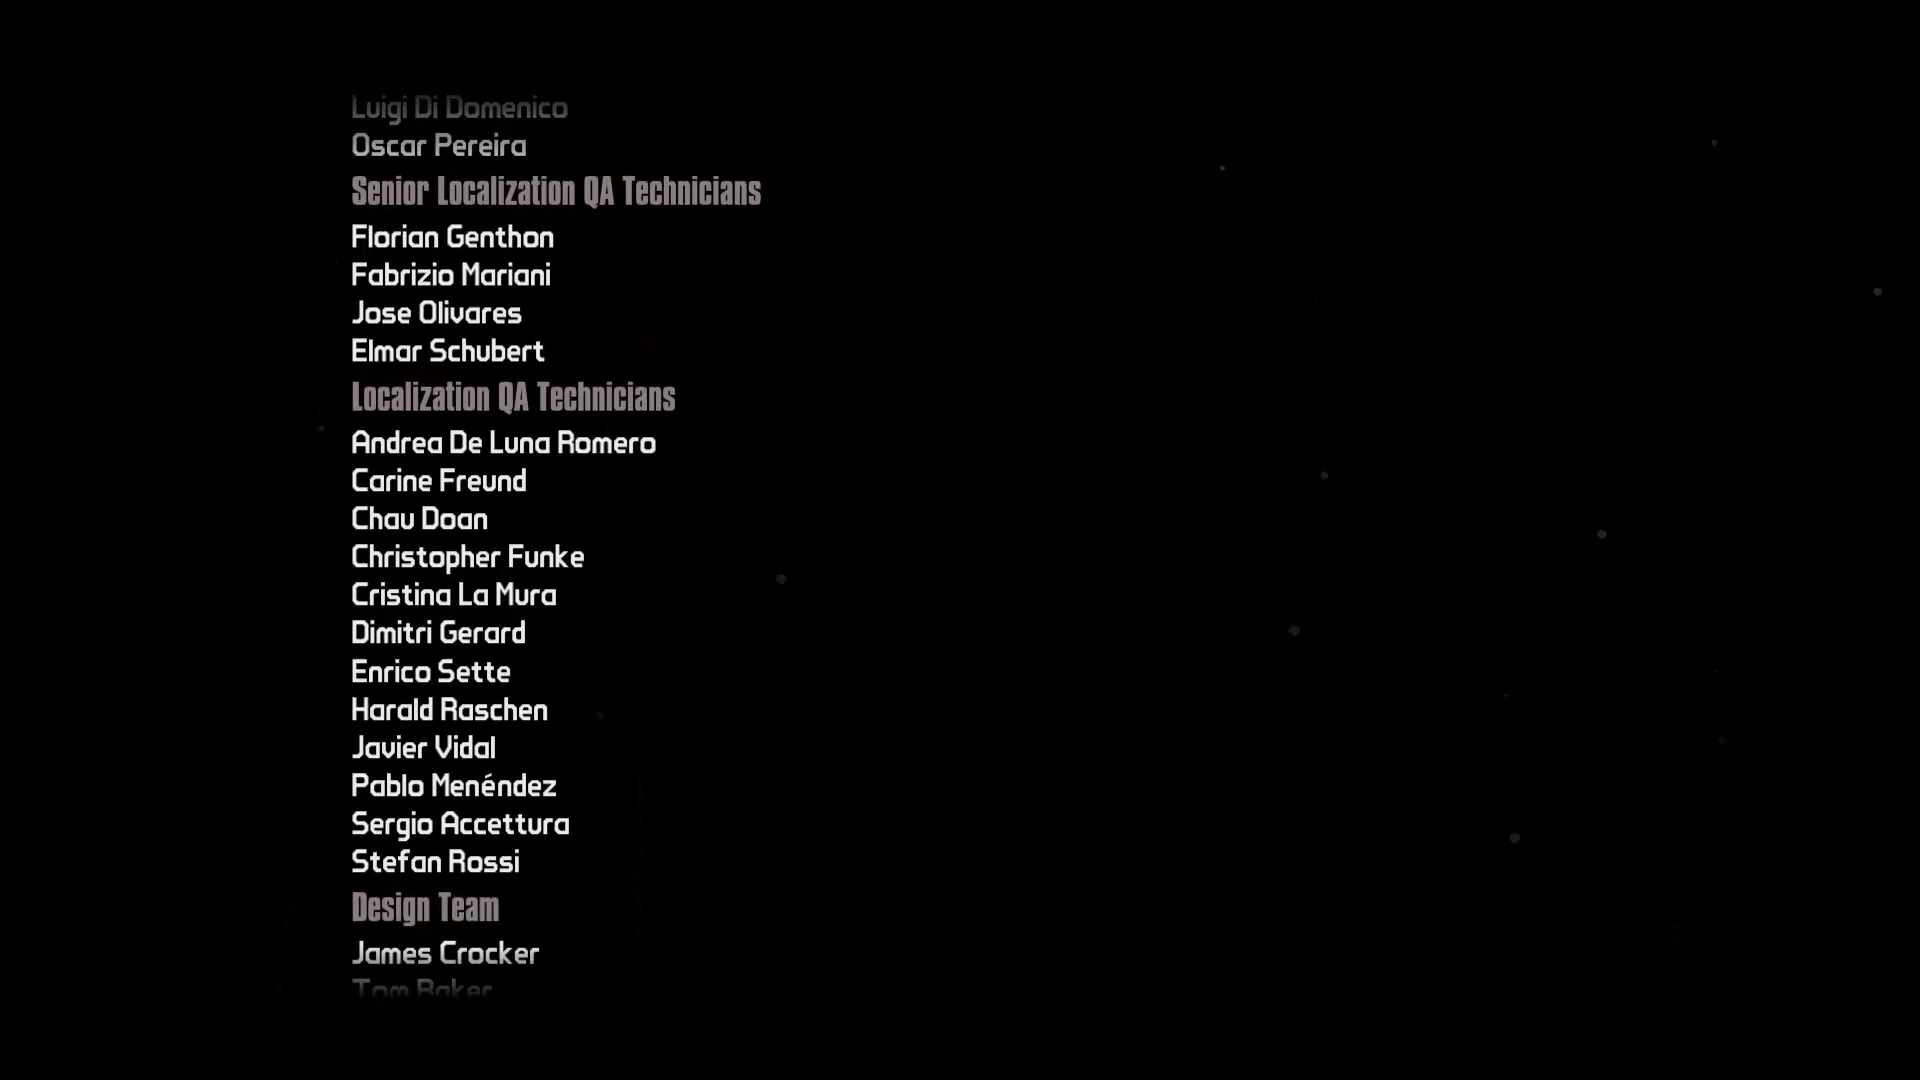 Luigi Di Domenico
Oscar Pereira
Senior Localization QA Technicians
Florian Genthon
Fabrizio Mariani
Jose Olivares
Elmar Schubert
Localization QA Technicians
Andrea De Luna Romero
Carine Freund
Chau Doan
Christopher Funke
Cristina La Mura
Dimitri Gerard
Enrico Sette
Harald Raschen
Javier Vidal
Pablo Menéndez
Sergio Accettura
Stefan Rossi
Design Team
James Crocker
Tom Baker